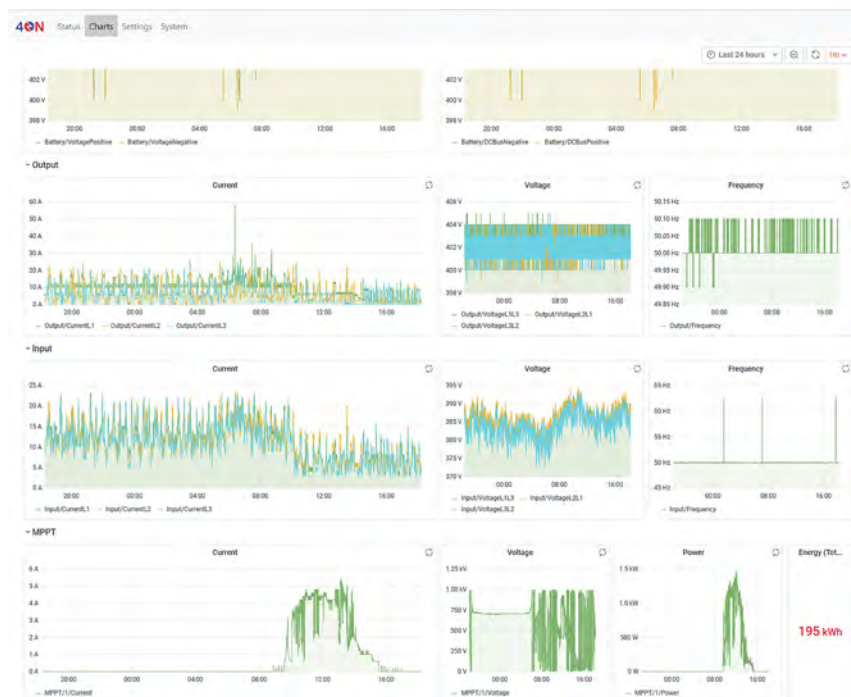 4ON Status Charts Settings System
Last 24 hours 1m
402 V 402 V
400 V 400 V
398 V 398 V
20:00 00:00 04:00 08:00 12:00 16:00 20:00 00:00 04:00 08:00 12:00 16:00
Battery/VoltagePositive Battery/VoltageNegative Battery/DCBusNegative Battery/DCBusPositive
Output
Current Voltage Frequency
60 A 406 V 50.15 Hz
50 A 404 V 50.10 Hz
40 A 402 V 50.05 Hz
30 A 400 V 50.00 Hz
20 A 398 V 49.95 Hz
10 A 49.90 Hz
0 A 49.85 Hz
20:00 00:00 04:00 08:00 12:00 16:00 00:00 08:00 16:00 00:00 08:00 16:00
Output/CurrentL1 Output/CurrentL2 Output/CurrentL3 Output/VoltageL1L3 Output/VoltageL2L1 Output/Frequency
Output/VoltageL3L2
Input
Current Voltage Frequency
25 A 395 V 65 Hz
20 A 390 V 60 Hz
15 A 385 V 55 Hz
10 A 380 V 50 Hz
5 A 375 V 45 Hz
0 A 370 V
20:00 00:00 04:00 08:00 12:00 16:00 00:00 08:00 16:00 00:00 08:00 16:00
Input/CurrentL1 Input/CurrentL2 Input/CurrentL3 Input/VoltageL1L3 Input/VoltageL2L1 Input/Frequency
Input/VoltageL3L2
MPPT
Current Voltage Power Energy (Tot...
6 A 1.25 kV 1.5 kW
5 A 1.00 kV 1.0 kW
4 A 750 V 500 W
3 A 500 V 0 W
2 A 250 V
1 A 0 V
0 A
195 kWh
20:00 00:00 04:00 08:00 12:00 16:00 00:00 08:00 16:00 00:00 08:00 16:00
MPPT/1/Current MPPT/1/Voltage MPPT/1/Power